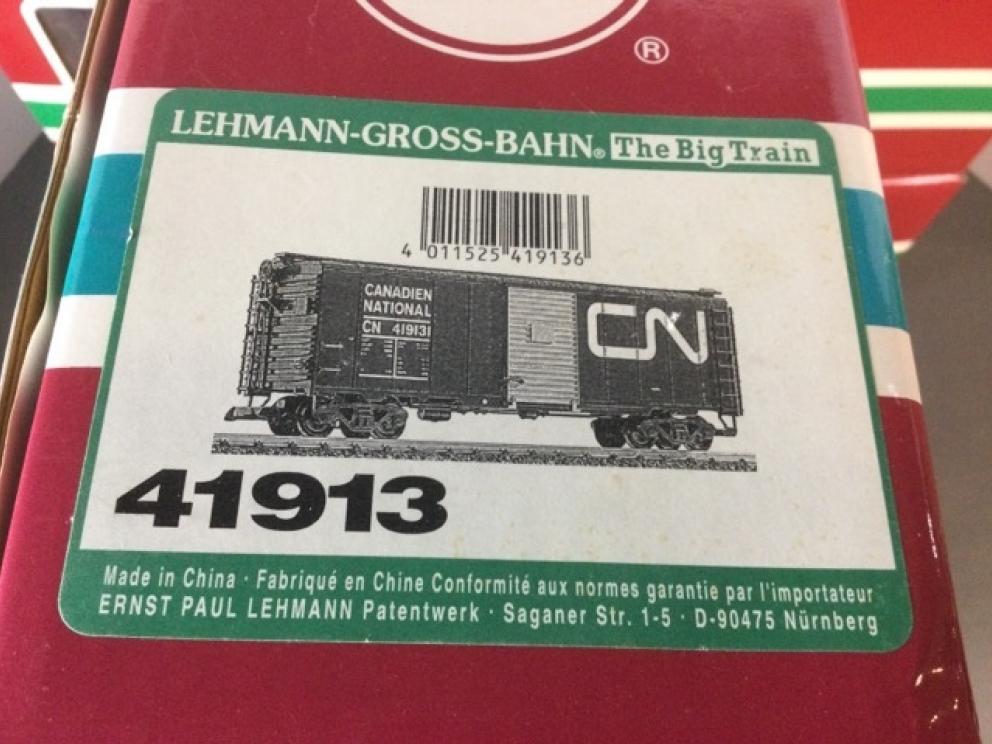 ®
LEHMANN-GROSS-BAHN® The Big Train
4 011525 419136
CANADIEN
NATIONAL
CN 419131
CN
41913
Made in China · Fabriqué en Chine Conformité aux normes garantie par l'importateur
ERNST PAUL LEHMANN Patentwerk · Saganer Str. 1-5 · D-90475 Nürnberg